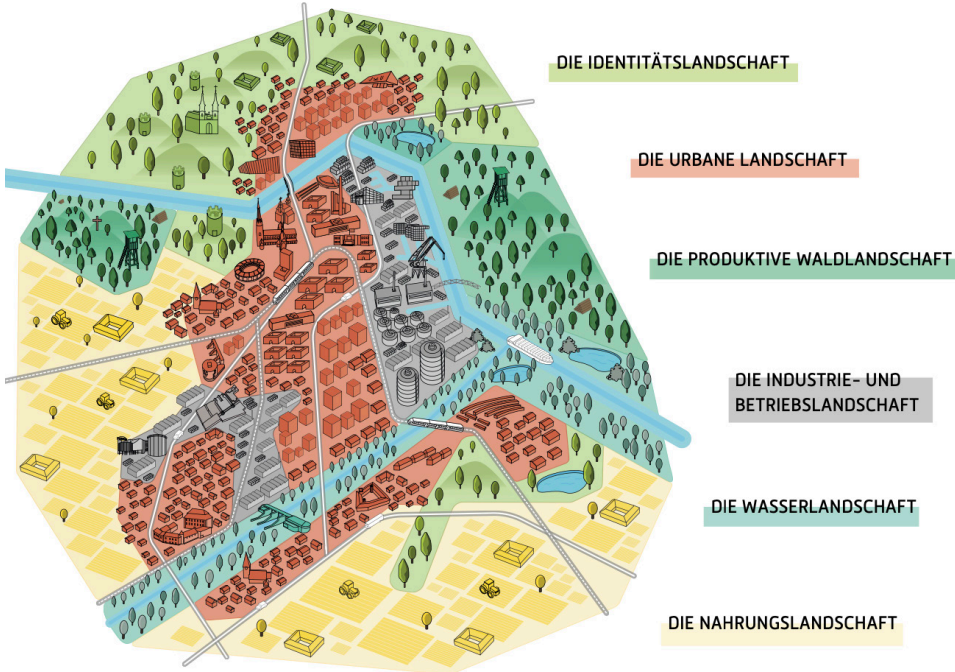 DIE IDENTITÄTSLANDSCHAFT
DIE URBANE LANDSCHAFT
DIE PRODUKTIVE WALDLANDSCHAFT
DIE INDUSTRIE- UND
BETRIEBSLANDSCHAFT
DIE WASSERLANDSCHAFT
DIE NAHRUNGSLANDSCHAFT